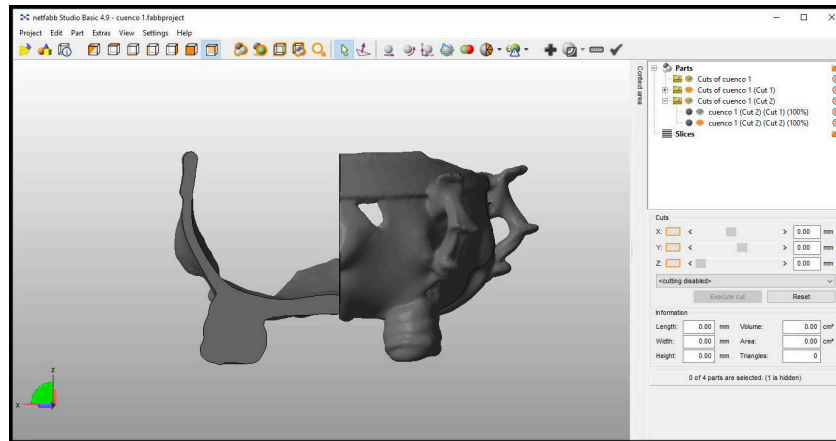 netfabb Studio Basic 4.9 - cuenco 1.fabbproject
Project Edit Part Extras View Settings Help
Context area
Parts
Cuts of cuenco 1
Cuts of cuenco 1 (Cut 1)
Cuts of cuenco 1 (Cut 2)
cuenco 1 (Cut 2) (Cut 1) (100%)
cuenco 1 (Cut 2) (Cut 2) (100%)
Slices
Cuts
X: < > 0.00 mm
Y: < > 0.00 mm
Z: < > 0.00 mm
<cutting disabled>
Execute cut Reset
Information
Length: 0.00 mm Volume: 0.00 cm³
Width: 0.00 mm Area: 0.00 cm²
Height: 0.00 mm Triangles: 0
0 of 4 parts are selected. (1 is hidden)
z
x y